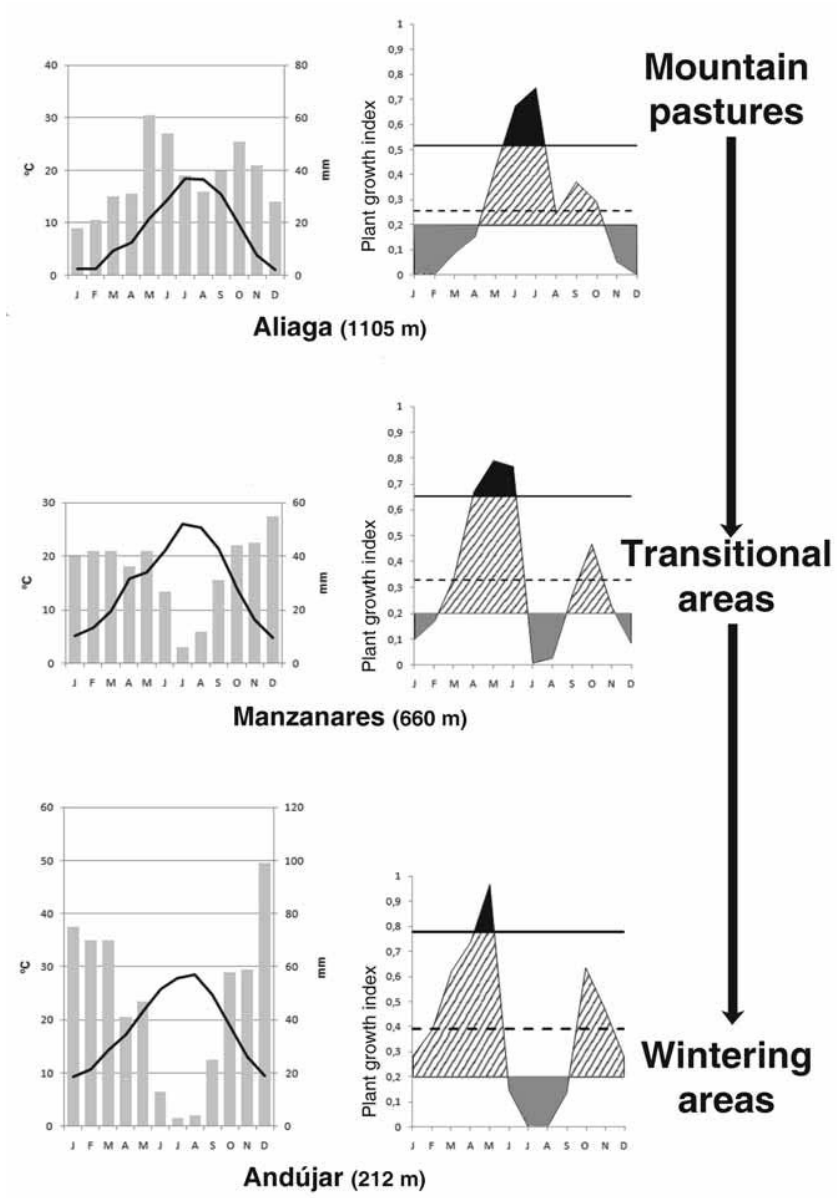 Mountain
pastures
40
30
20
10
0
ºC
80
60
40
20
0
mm
J F M A M J J A S O N D
1
0,9
0,8
0,7
0,6
0,5
0,4
0,3
0,2
0,1
0
Plant growth index
J F M A M J J A S O N D
Aliaga (1105 m)
Transitional
areas
30
20
10
0
ºC
60
40
20
0
mm
J F M A M J J A S O N D
1
0,9
0,8
0,7
0,6
0,5
0,4
0,3
0,2
0,1
0
Plant growth index
J F M A M J J A S O N D
Manzanares (660 m)
Wintering
areas
60
50
40
30
20
10
0
ºC
120
100
80
60
40
20
0
mm
J F M A M J J A S O N D
1
0,9
0,8
0,7
0,6
0,5
0,4
0,3
0,2
0,1
0
Plant growth index
J F M A M J J A S O N D
Andújar (212 m)